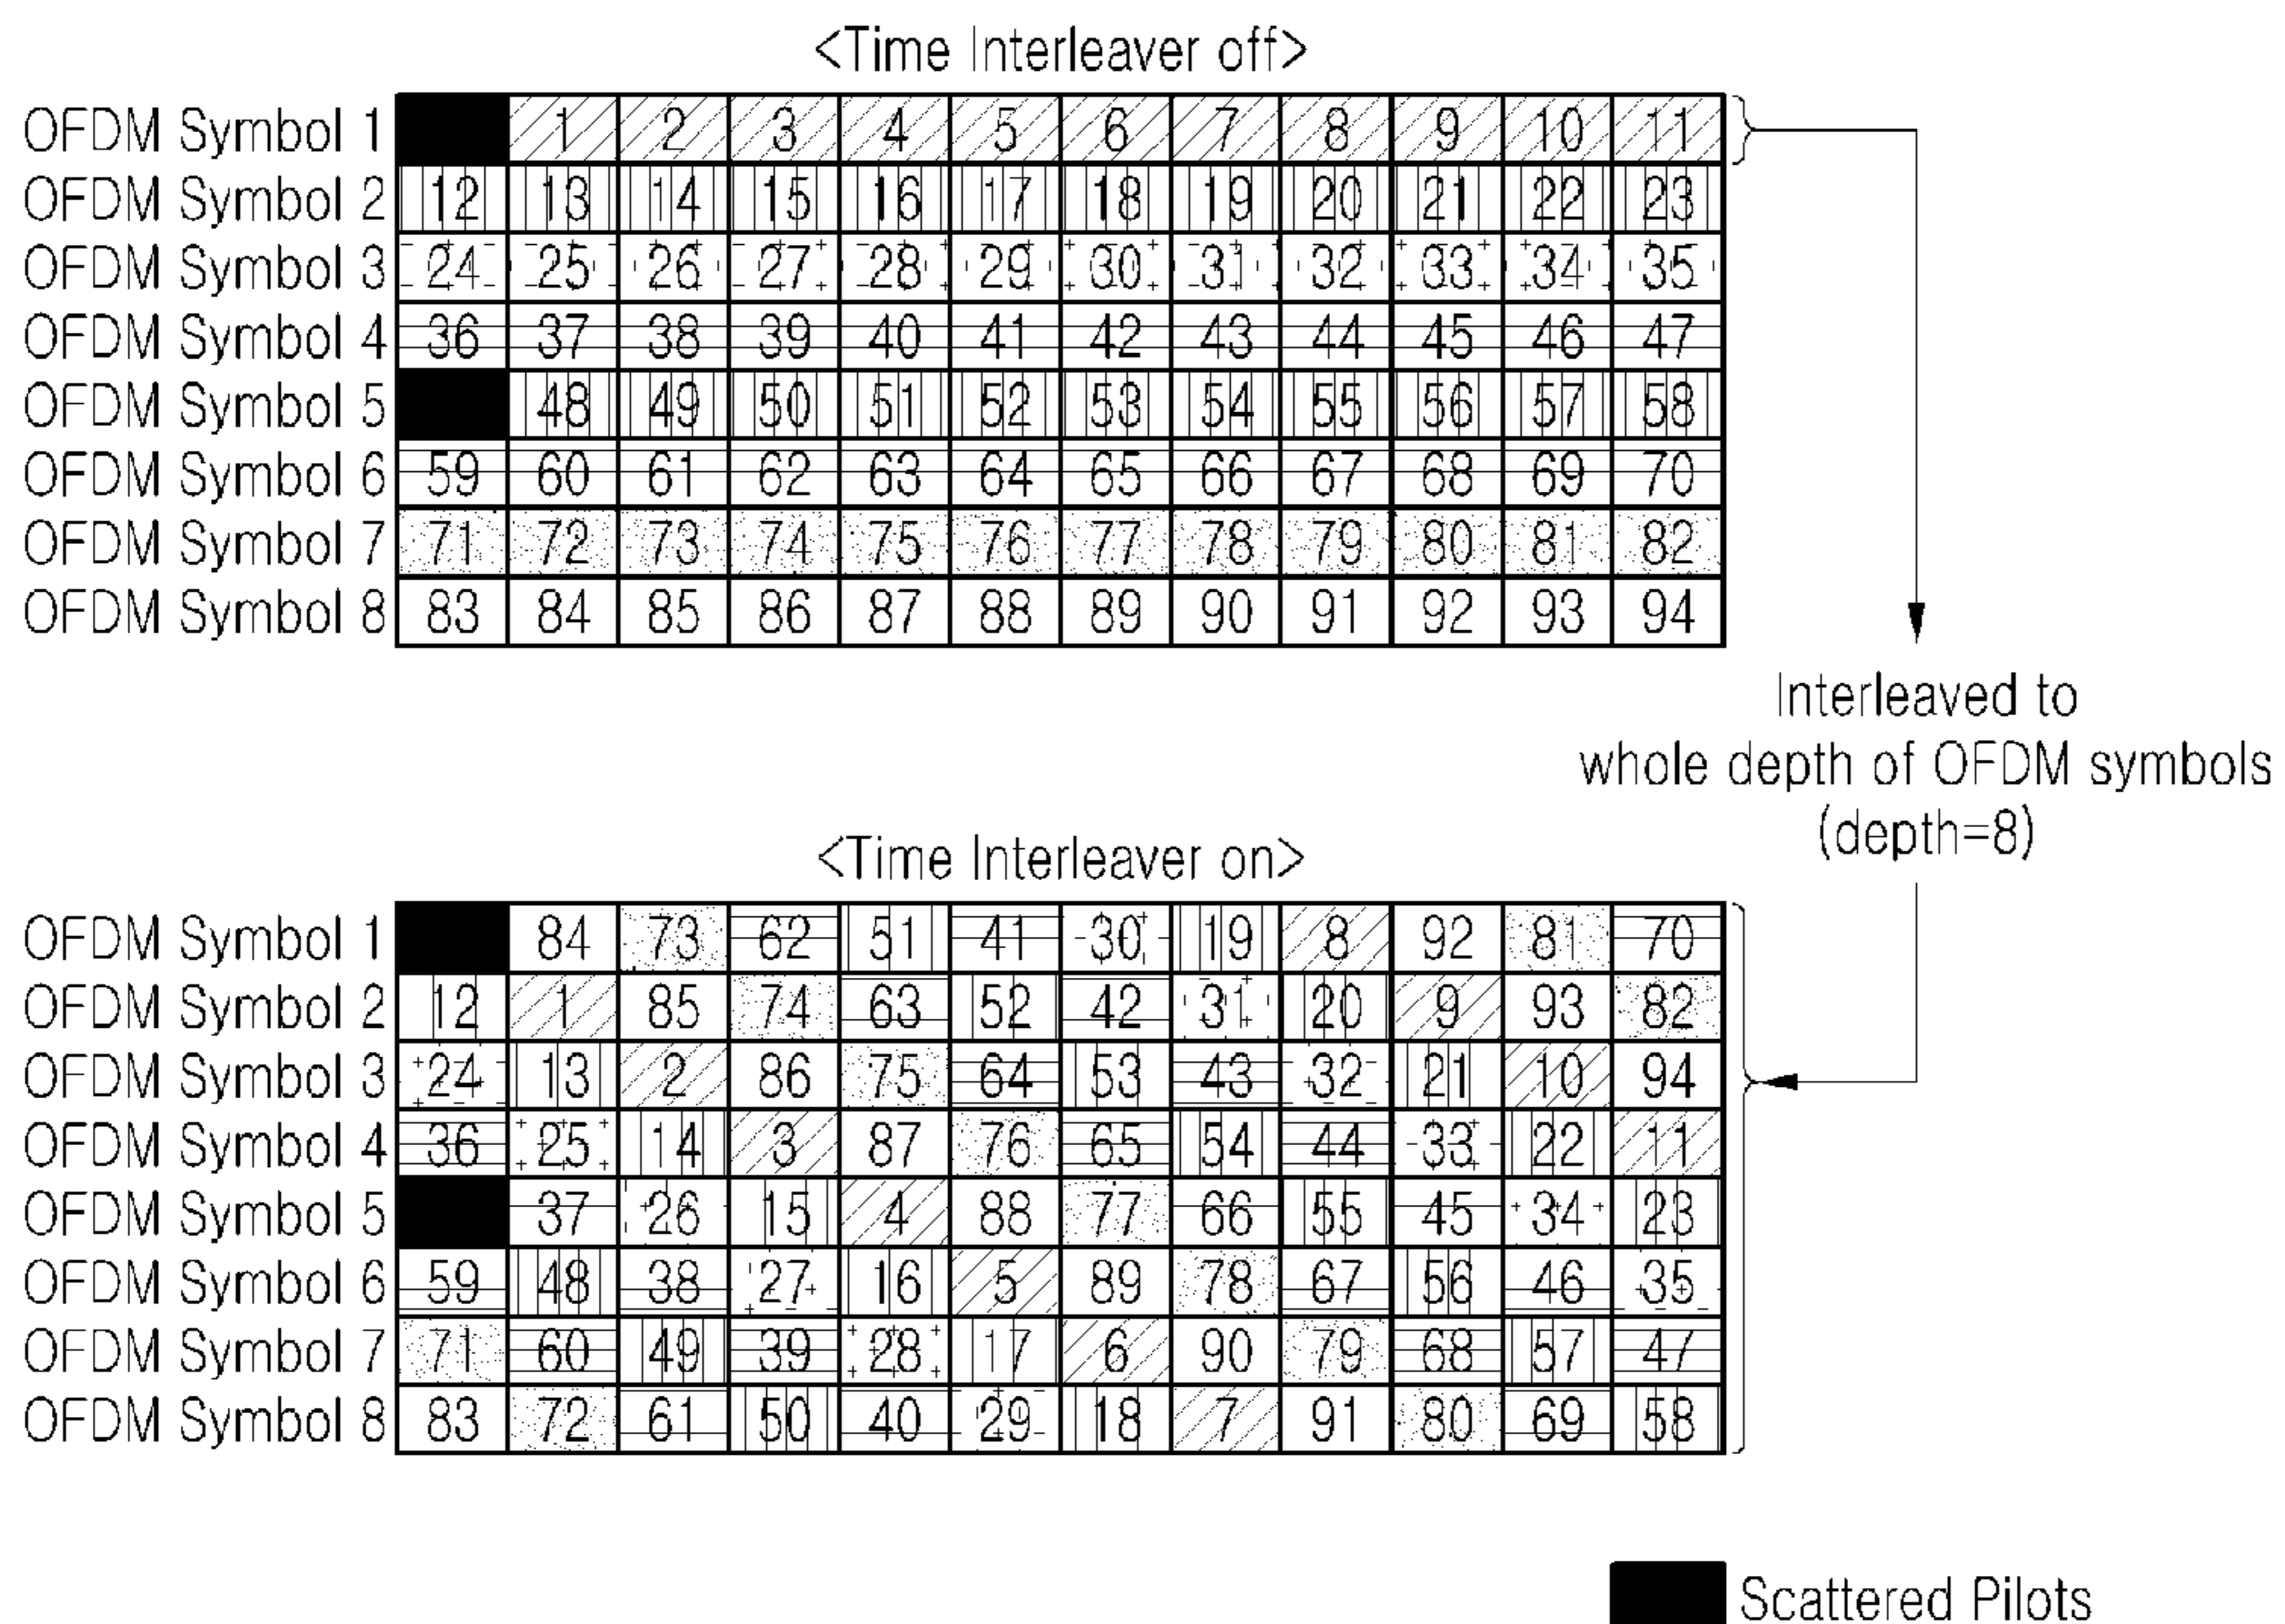 <Time Interleaver off>
OFDM Symbol 1 1 2 3 4 5 6 7 8 9 10 11
OFDM Symbol 2 12 13 14 15 16 17 18 19 20 21 22 23
OFDM Symbol 3 24 25 26 27 28 29 30 31 32 33 34 35
OFDM Symbol 4 36 37 38 39 40 41 42 43 44 45 46 47
OFDM Symbol 5 48 49 50 51 52 53 54 55 56 57 58
OFDM Symbol 6 59 60 61 62 63 64 65 66 67 68 69 70
OFDM Symbol 7 71 72 73 74 75 76 77 78 79 80 81 82
OFDM Symbol 8 83 84 85 86 87 88 89 90 91 92 93 94
Interleaved to
whole depth of OFDM symbols
(depth=8)
<Time Interleaver on>
OFDM Symbol 1 84 73 62 51 41 30 19 8 92 81 70
OFDM Symbol 2 12 1 85 74 63 52 42 31 20 9 93 82
OFDM Symbol 3 24 13 2 86 75 64 53 43 32 21 10 94
OFDM Symbol 4 36 25 14 3 87 76 65 54 44 33 22 11
OFDM Symbol 5 37 26 15 4 88 77 66 55 45 34 23
OFDM Symbol 6 59 48 38 27 16 5 89 78 67 56 46 35
OFDM Symbol 7 71 60 49 39 28 17 6 90 79 68 57 47
OFDM Symbol 8 83 72 61 50 40 29 18 7 91 80 69 58
Scattered Pilots